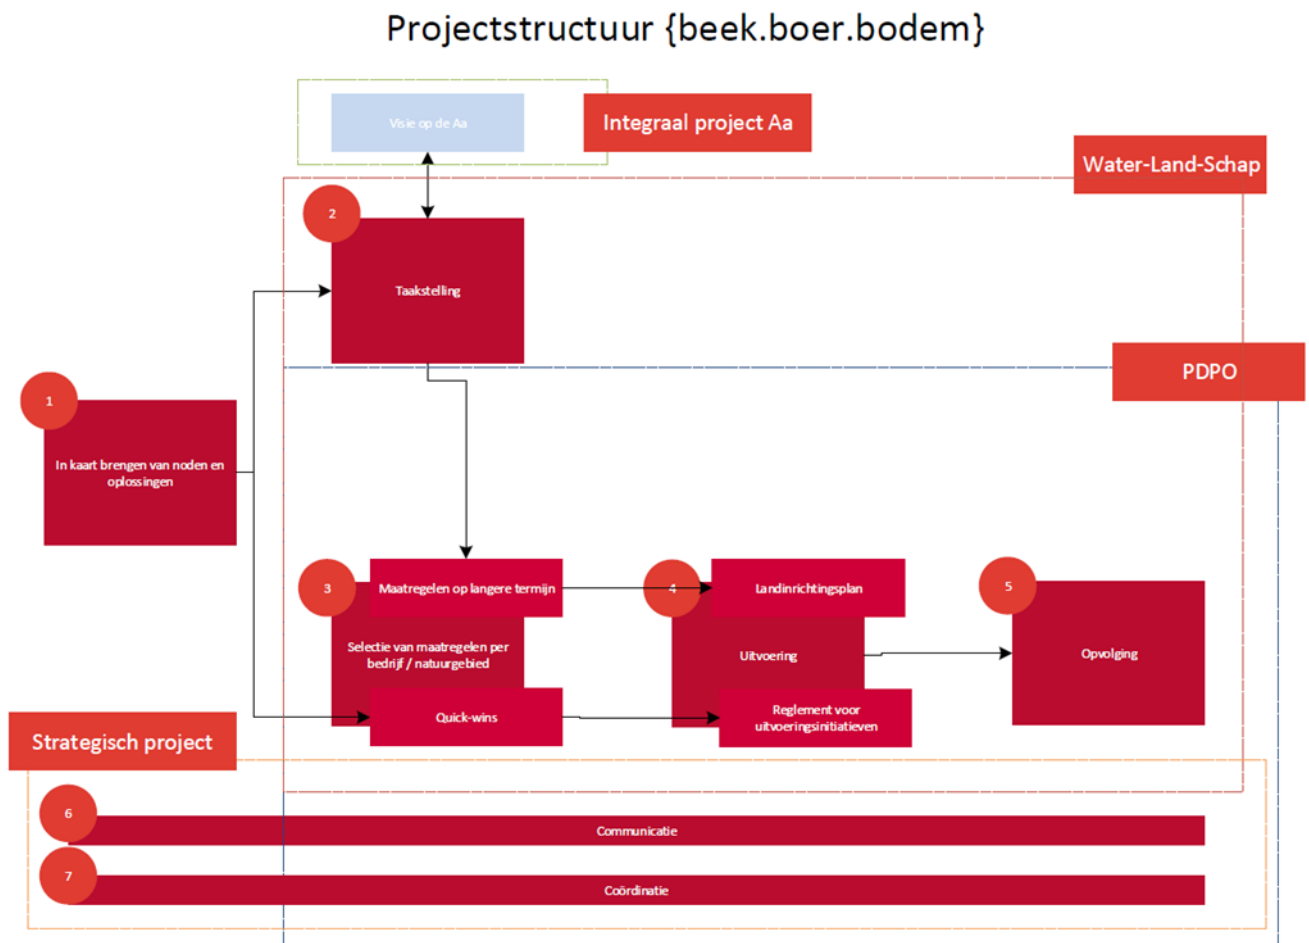 Projectstructuur {beek.boer.bodem}
Visie op de Aa
Integraal project Aa
Water-Land-Schap
2
Taakstelling
PDPO
1
In kaart brengen van noden en
oplossingen
3
Maatregelen op langere termijn
4
Landinrichtingsplan
5
Selectie van maatregelen per
bedrijf / natuurgebied
Uitvoering
Opvolging
Quick-wins
Reglement voor
uitvoeringsinitiatieven
Strategisch project
6
Communicatie
7
Coördinatie